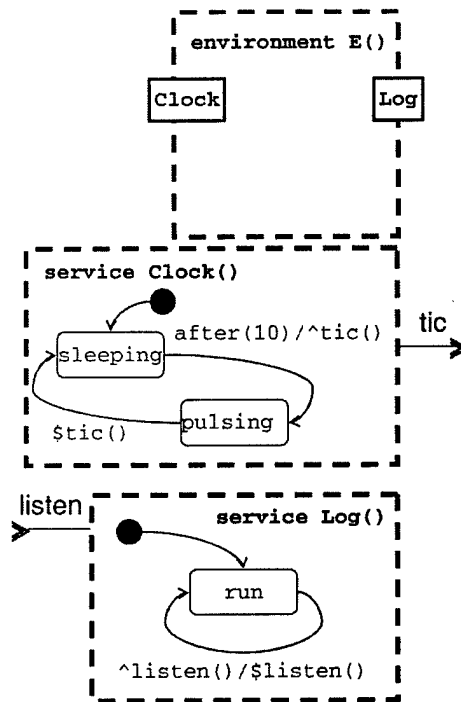 environment E()
Clock
Log
service Clock()
tic
after(10)/^tic()
sleeping
pulsing
$tic()
listen
service Log()
run
^listen()/$listen()